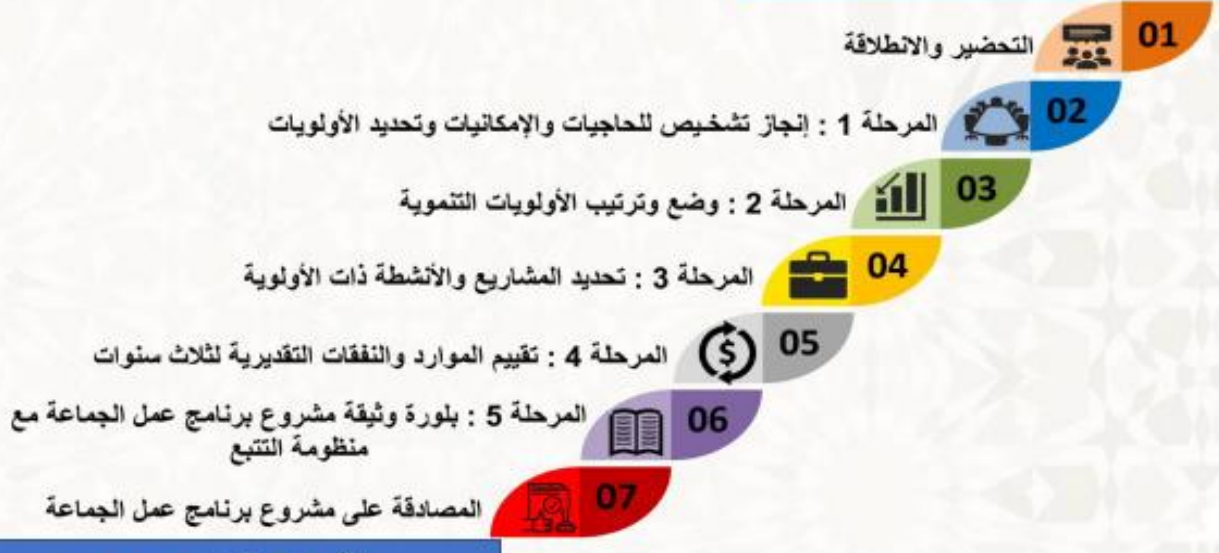 01
التحضير والانطلاقة
02
المرحلة 1 : إنجاز تشخيص للحاجيات والإمكانيات وتحديد الأولويات
03
المرحلة 2 : وضع وترتيب الأولويات التنموية
04
المرحلة 3 : تحديد المشاريع والأنشطة ذات الأولوية
05
المرحلة 4 : تقييم الموارد والنفقات التقديرية لثلاث سنوات
06
المرحلة 5 : بلورة وثيقة مشروع برنامج عمل الجماعة مع
منظومة التتبع
07
المصادقة على مشروع برنامج عمل الجماعة